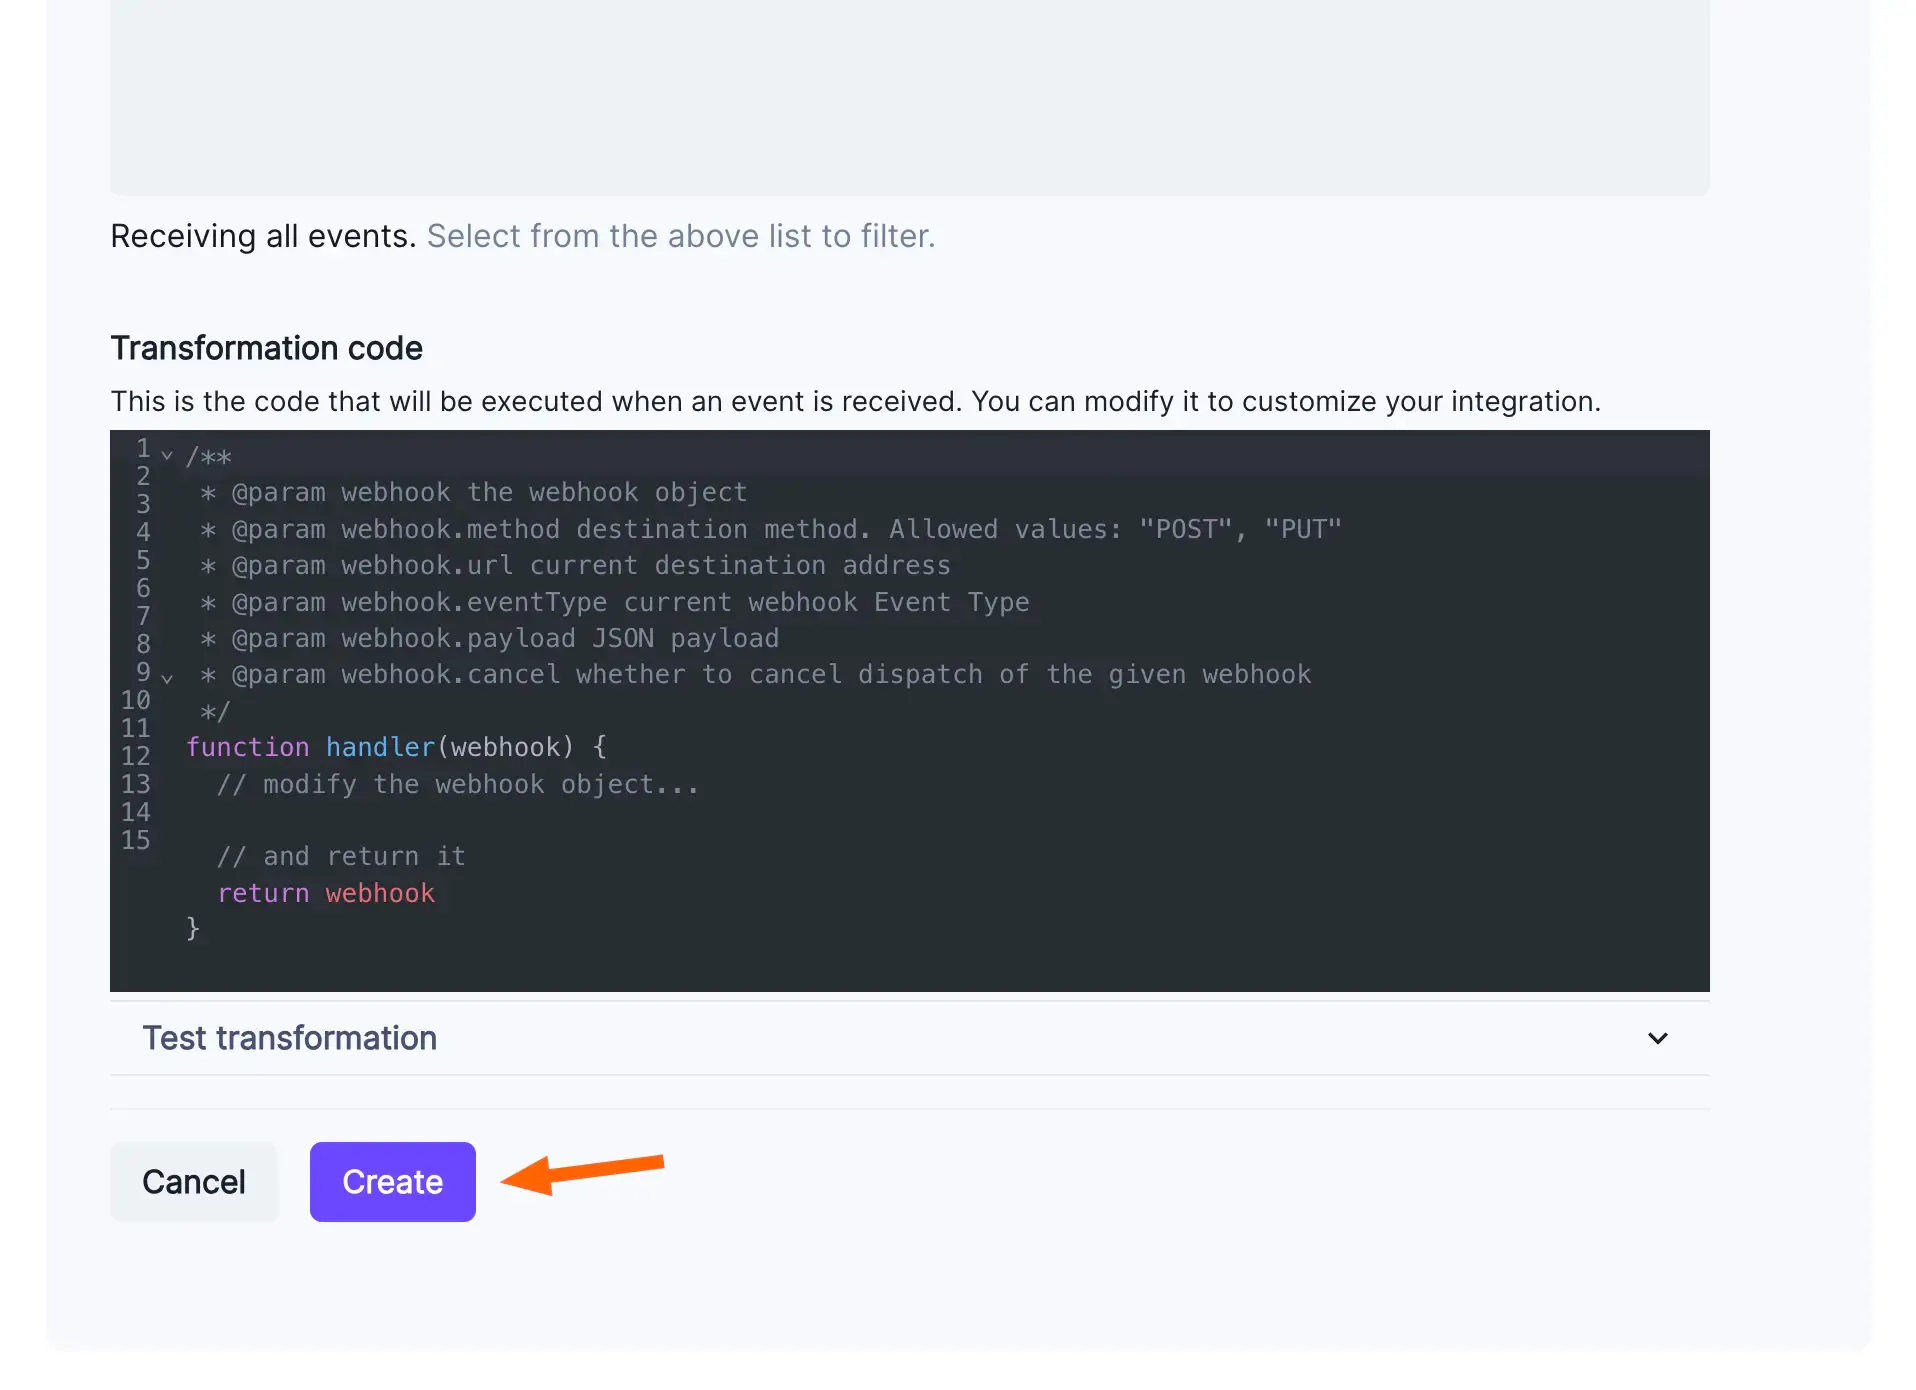 Receiving all events. Select from the above list to filter.
Transformation code
This is the code that will be executed when an event is received. You can modify it to customize your integration.
1 /**
2  * @param webhook the webhook object
3  * @param webhook.method destination method. Allowed values: "POST", "PUT"
4  * @param webhook.url current destination address
5  * @param webhook.eventType current webhook Event Type
6  * @param webhook.payload JSON payload
7  * @param webhook.cancel whether to cancel dispatch of the given webhook
8  */
9 function handler(webhook) {
10   // modify the webhook object...
11
12   // and return it
13   return webhook
14 }
15
Test transformation
Cancel Create